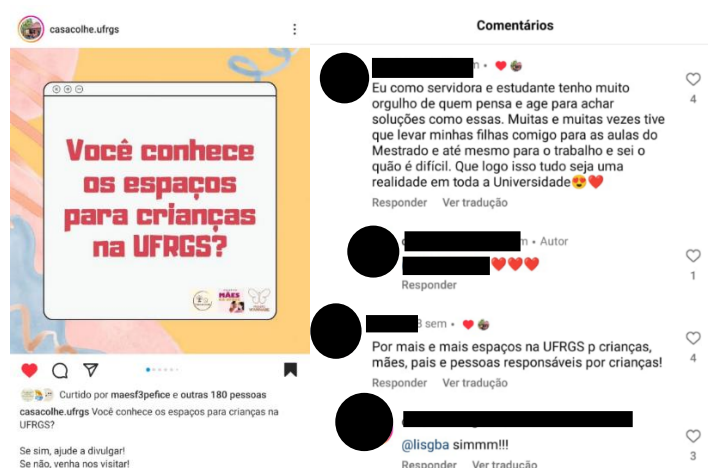 casacolhe.ufrgs
Você conhece
os espaços
para crianças
na UFRGS?
MÃES
Curtido por maesf3pefice e outras 180 pessoas
casacolhe.ufrgs Você conhece os espaços para crianças na
UFRGS?
Se sim, ajude a divulgar!
Se não, venha nos visitar!
Comentários
Eu como servidora e estudante tenho muito
orgulho de quem pensa e age para achar
soluções como essas. Muitas e muitas vezes tive
que levar minhas filhas comigo para as aulas do
Mestrado e até mesmo para o trabalho e sei o
quão é difícil. Que logo isso tudo seja uma
realidade em toda a Universidade😍❤️
4
Responder Ver tradução
• Autor
❤️❤️❤️
1
Responder
3 sem •
Por mais e mais espaços na UFRGS p crianças,
mães, pais e pessoas responsáveis por crianças!
4
Responder Ver tradução
@lisgba simmm!!!
3
Responder Ver tradução